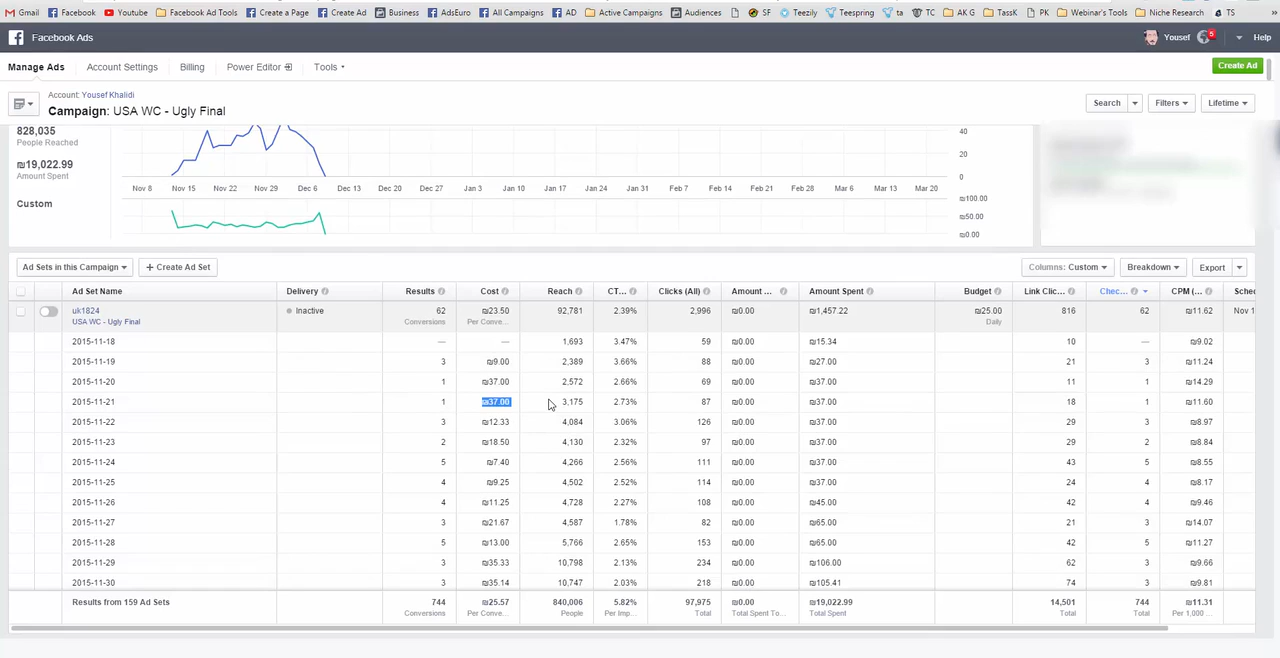 Gmail Facebook Youtube Facebook Ad Tools Create a Page Create Ad Business AdsEuro All Campaigns AD Active Campaigns Audiences SF Teezily Teespring ta TC AK G TassK PK Webinar's Tools Niche Research TS »
Facebook Ads Yousef 5 Help
Manage Ads Account Settings Billing Power Editor Tools Create Ad
Account: Yousef Khalidi
Campaign: USA WC - Ugly Final Search Filters Lifetime
828,035
People Reached
₪19,022.99
Amount Spent
Custom
40
20
0
Nov 8 Nov 15 Nov 22 Nov 29 Dec 6 Dec 13 Dec 20 Dec 27 Jan 3 Jan 10 Jan 17 Jan 24 Jan 31 Feb 7 Feb 14 Feb 21 Feb 28 Mar 6 Mar 13 Mar 20
₪100.00
₪50.00
₪0.00
Ad Sets in this Campaign + Create Ad Set Columns: Custom Breakdown Export
Ad Set Name Delivery Results Cost Reach CT... Clicks (All) Amount ... Amount Spent Budget Link Clic... Chec... CPM (... Sched
uk1824 Inactive 62 ₪23.50 92,781 2.39% 2,996 ₪0.00 ₪1,457.22 ₪25.00 816 62 ₪11.62 Nov 1
USA WC - Ugly Final Conversions Per Conve... Daily
2015-11-18 — — 1,693 3.47% 59 ₪0.00 ₪15.34 10 — ₪9.02
2015-11-19 3 ₪9.00 2,389 3.66% 88 ₪0.00 ₪27.00 21 3 ₪11.24
2015-11-20 1 ₪37.00 2,572 2.66% 69 ₪0.00 ₪37.00 11 1 ₪14.29
2015-11-21 1 ₪37.00 3,175 2.73% 87 ₪0.00 ₪37.00 18 1 ₪11.60
2015-11-22 3 ₪12.33 4,084 3.06% 126 ₪0.00 ₪37.00 29 3 ₪8.97
2015-11-23 2 ₪18.50 4,130 2.32% 97 ₪0.00 ₪37.00 29 2 ₪8.84
2015-11-24 5 ₪7.40 4,266 2.56% 111 ₪0.00 ₪37.00 43 5 ₪8.55
2015-11-25 4 ₪9.25 4,502 2.52% 114 ₪0.00 ₪37.00 24 4 ₪8.17
2015-11-26 4 ₪11.25 4,728 2.27% 108 ₪0.00 ₪45.00 42 4 ₪9.46
2015-11-27 3 ₪21.67 4,587 1.78% 82 ₪0.00 ₪65.00 21 3 ₪14.07
2015-11-28 5 ₪13.00 5,766 2.65% 153 ₪0.00 ₪65.00 42 5 ₪11.27
2015-11-29 3 ₪35.33 10,798 2.13% 234 ₪0.00 ₪106.00 62 3 ₪9.66
2015-11-30 3 ₪35.14 10,747 2.03% 218 ₪0.00 ₪105.41 74 3 ₪9.81
Results from 159 Ad Sets 744 ₪25.57 840,006 5.82% 97,975 ₪0.00 ₪19,022.99 14,501 744 ₪11.31
Conversions Per Conve... People Per Imp... Total Total Spent To... Total Spent Total Total Per 1,000 ...